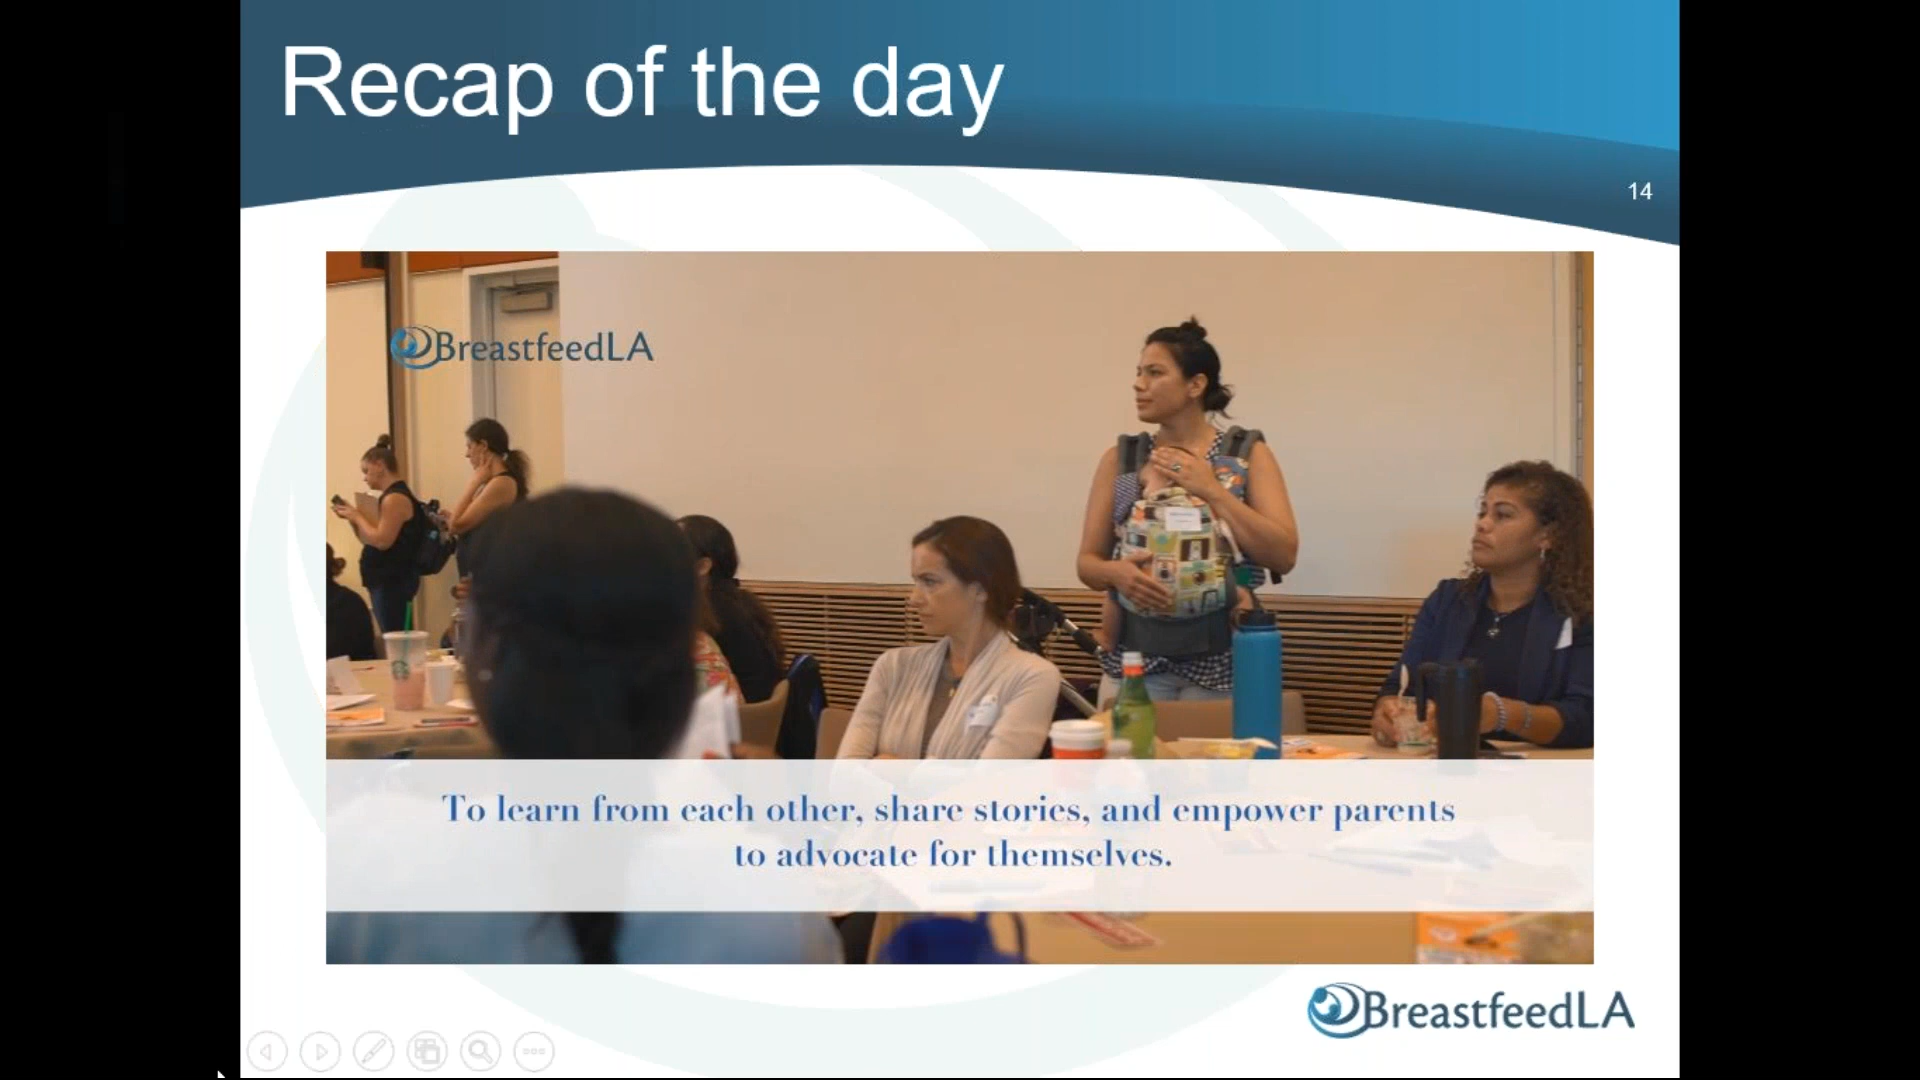 Recap of the day
14
BreastfeedLA
To learn from each other, share stories, and empower parents
to advocate for themselves.
BreastfeedLA